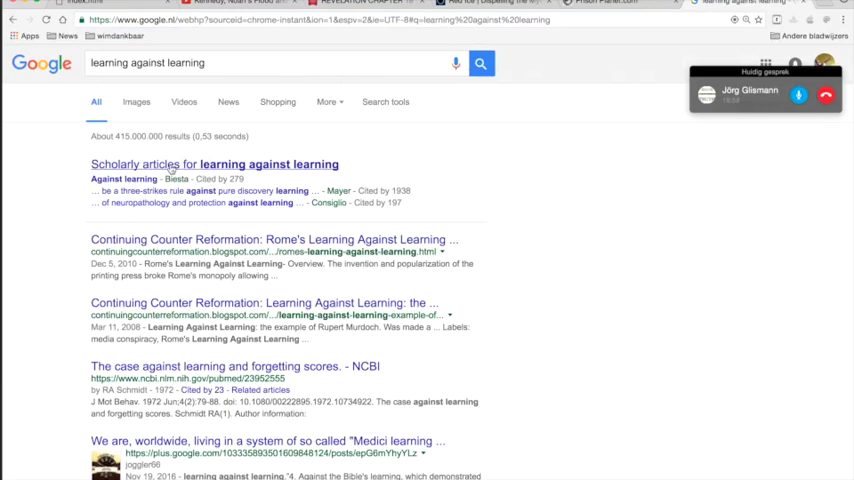 index.html
Kennedy, Noah's Flood and
REVELATION CHAPTER
Red Ice | Dispelling the
Prison Planet.com
learning against learning
https://www.google.nl/webhp?sourceid=chrome-instant&ion=1&espv=2&ie=UTF-8#q=learning%20against%20learning
Apps
News
wimdankbaar
Andere bladwijzers
Google
learning against learning
Huidig gesprek
Jörg Glismann
All
Images
Videos
News
Shopping
More
Search tools
About 415.000.000 results (0,53 seconds)
Scholarly articles for learning against learning
Against learning - Biesta - Cited by 279
... be a three-strikes rule against pure discovery learning ... - Mayer - Cited by 1938
... of neuropathology and protection against learning ... - Consiglio - Cited by 197
Continuing Counter Reformation: Rome's Learning Against Learning ...
continuingcounterreformation.blogspot.com/.../romes-learning-against-learning.html
Dec 5, 2010 - Rome's Learning Against Learning- Overview. The invention and popularization of the
printing press broke Rome's monopoly allowing ...
Continuing Counter Reformation: Learning Against Learning: the ...
continuingcounterreformation.blogspot.com/.../learning-against-learning-example-of...
Mar 11, 2008 - Learning Against Learning: the example of Rupert Murdoch. Was made a ... Labels:
media conspiracy, Rome's Learning Against Learning ...
The case against learning and forgetting scores. - NCBI
https://www.ncbi.nlm.nih.gov/pubmed/23952555
by RA Schmidt - 1972 - Cited by 23 - Related articles
J Mot Behav. 1972 Jun;4(2):79-88. doi: 10.1080/00222895.1972.10734922. The case against learning
and forgetting scores. Schmidt RA(1). Author information:
We are, worldwide, living in a system of so called "Medici learning ...
https://plus.google.com/103335893501609848124/posts/epG6mYhyYLz
joggler66
Nov 19, 2016 - learning against learning."4. Against the Bible's learning, which demonstrated